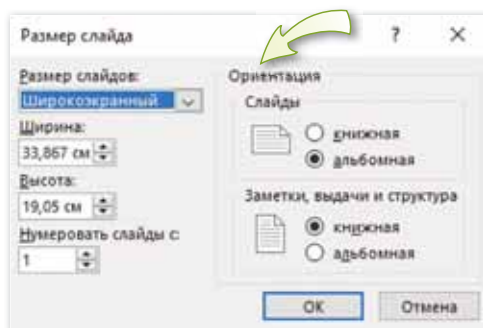 Размер слайда ? ×
Размер слайдов:
Широкоэкранный
Ширина:
33,867 см
Высота:
19,05 см
Нумеровать слайды с:
1
Ориентация
Слайды
книжная
альбомная
Заметки, выдачи и структура
книжная
альбомная
ОК
Отмена